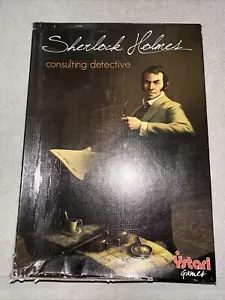 Sherlock Holmes
consulting detective
ystari
Games